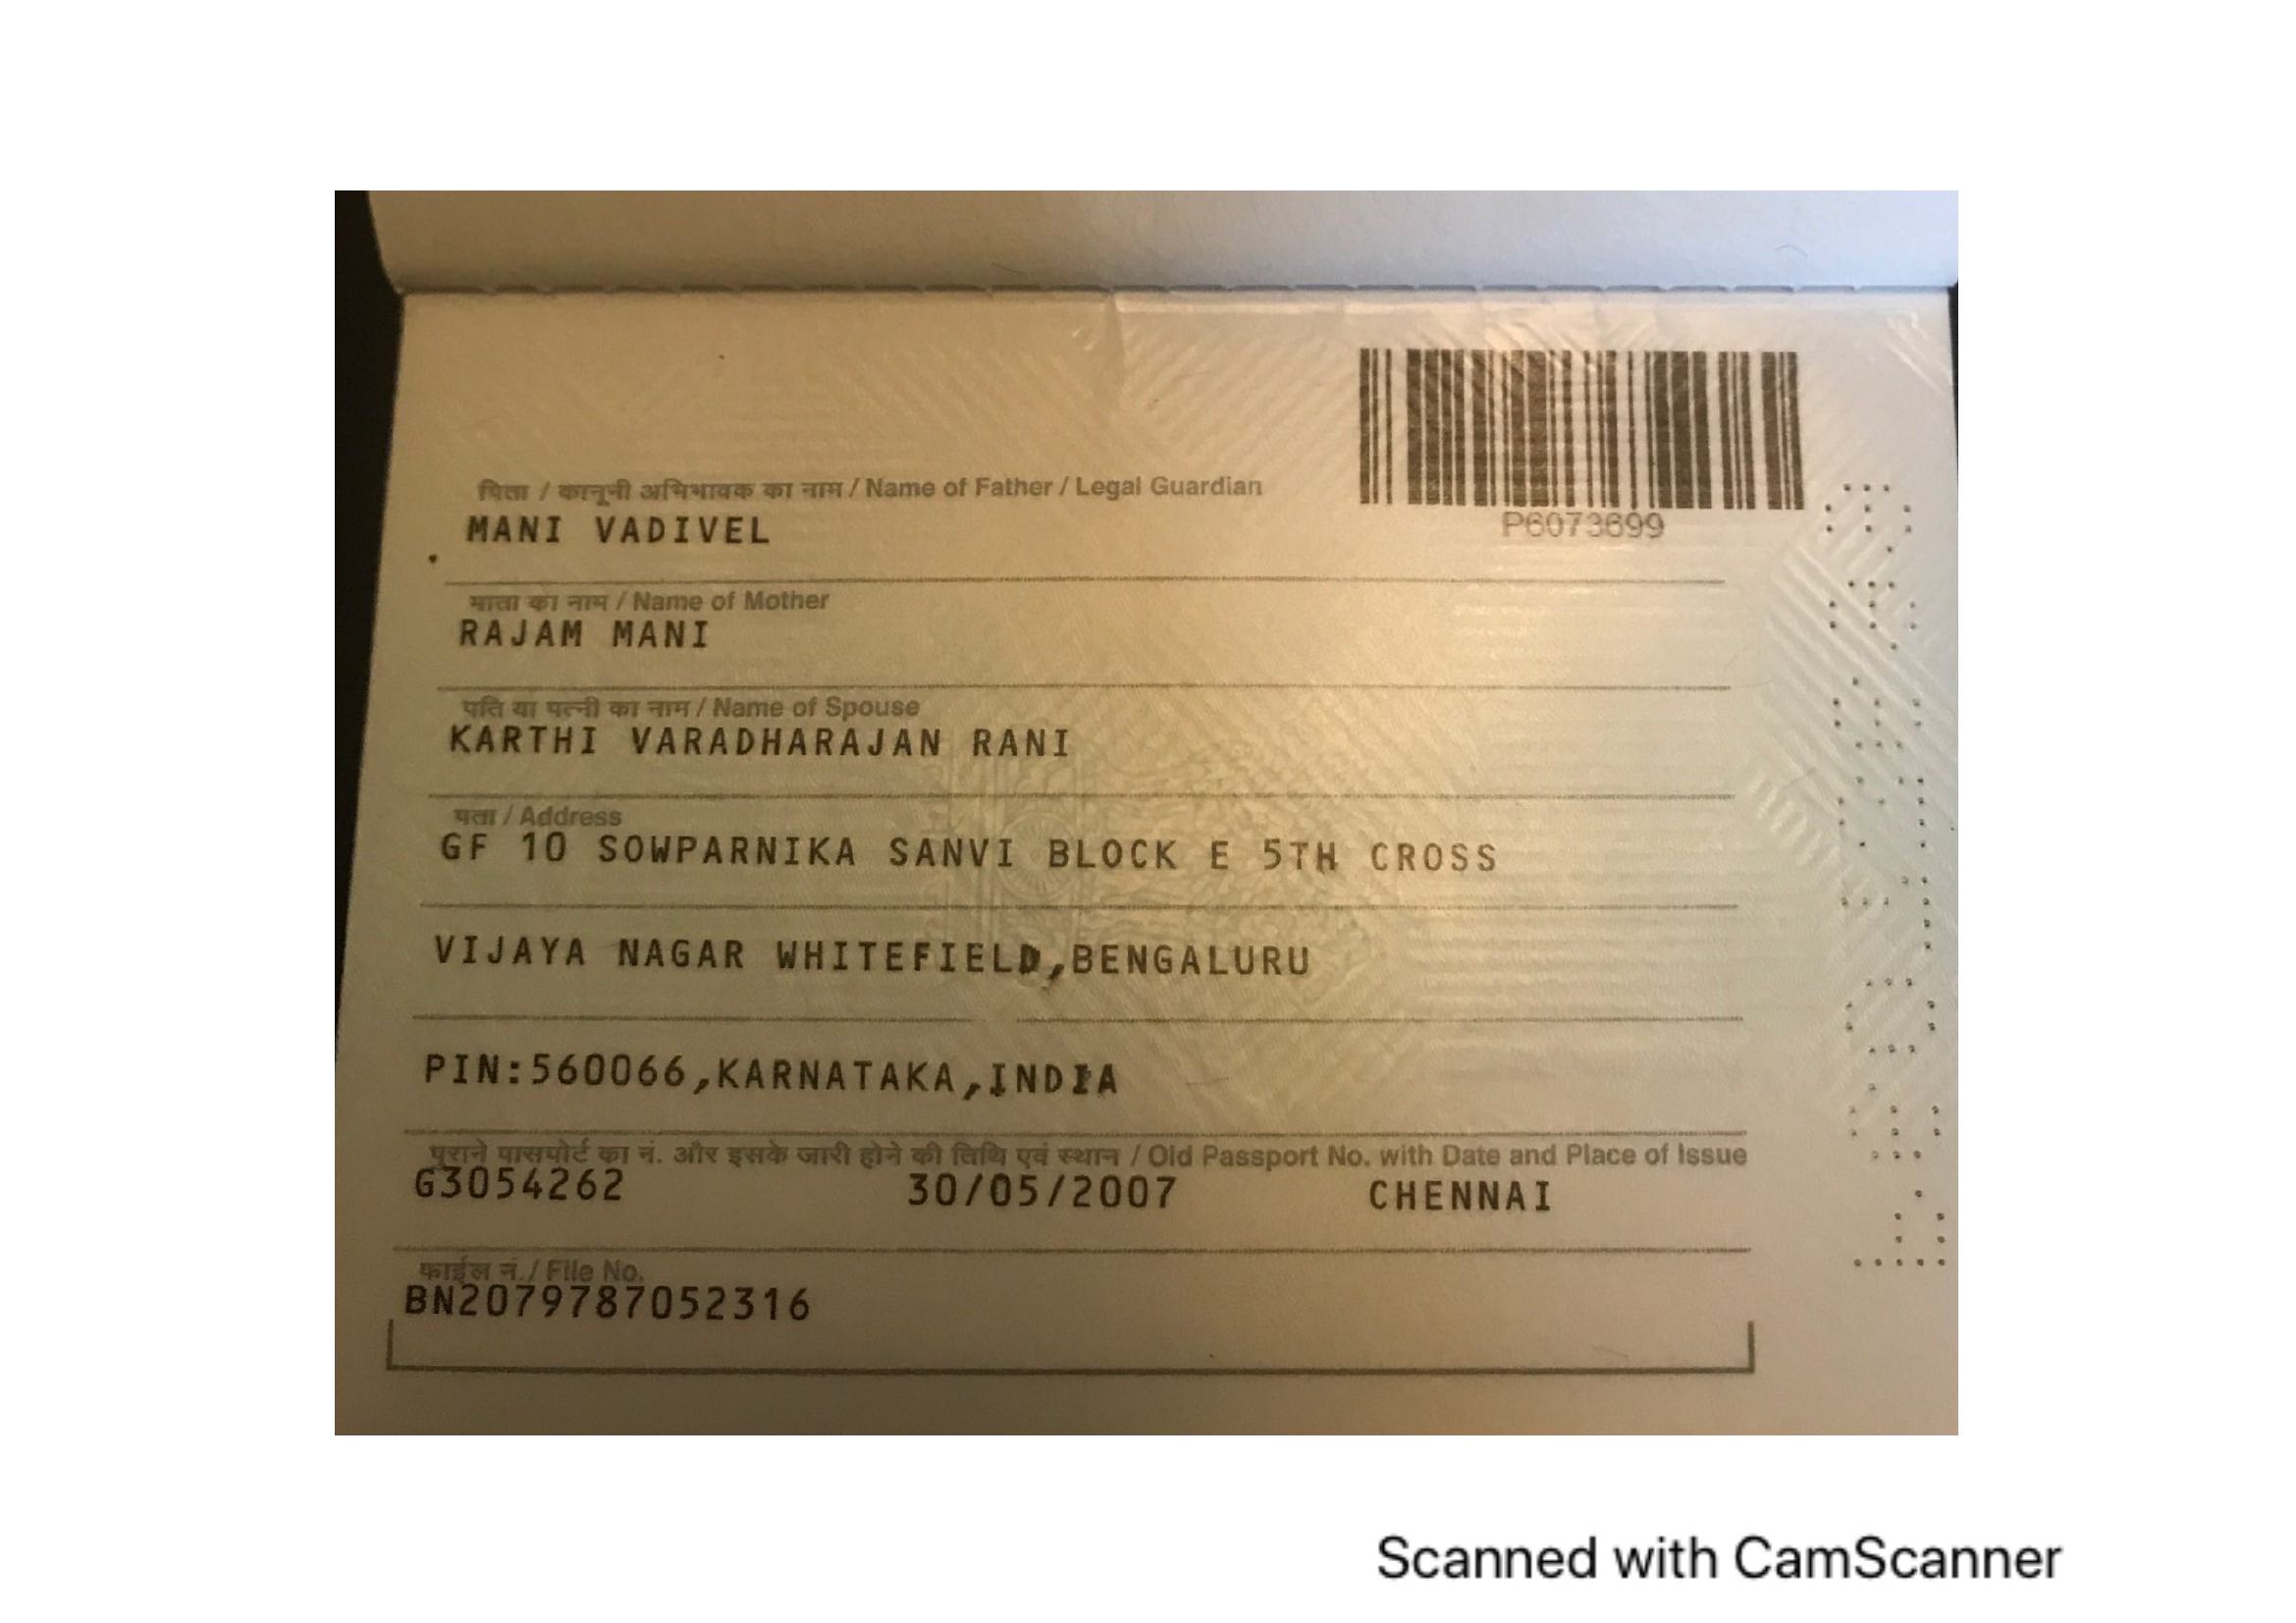 P6073699
पिता / कानूनी अभिभावक का नाम / Name of Father / Legal Guardian
MANI VADIVEL
माता का नाम / Name of Mother
RAJAM MANI
पति या पत्नी का नाम / Name of Spouse
KARTHI VARADHARAJAN RANI
पता / Address
GF 10 SOWPARNIKA SANVI BLOCK E 5TH CROSS
VIJAYA NAGAR WHITEFIELD,BENGALURU
PIN:560066,KARNATAKA,INDIA
पुराने पासपोर्ट का नं. और इसके जारी होने की तिथि एवं स्थान / Old Passport No. with Date and Place of Issue
G3054262 30/05/2007 CHENNAI
फाईल नं./ File No.
BN2079787052316
Scanned with CamScanner